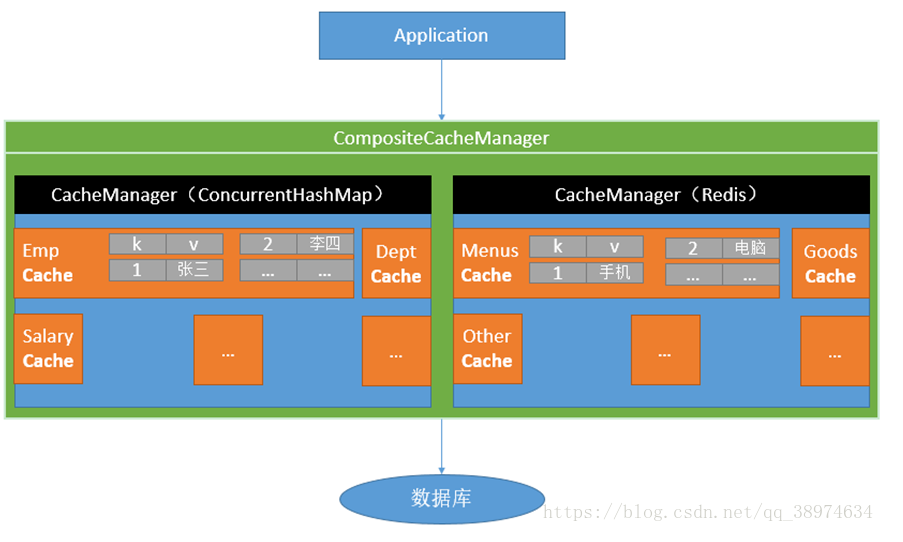 Application
CompositeCacheManager
CacheManager（ConcurrentHashMap）
CacheManager（Redis）
Emp
Cache
k v
1 张三
2 李四
... ...
Dept
Cache
Menus
Cache
k v
1 手机
2 电脑
... ...
Goods
Cache
Salary
Cache
...
...
Other
Cache
...
...
数据库
https://blog.csdn.net/qq_38974634